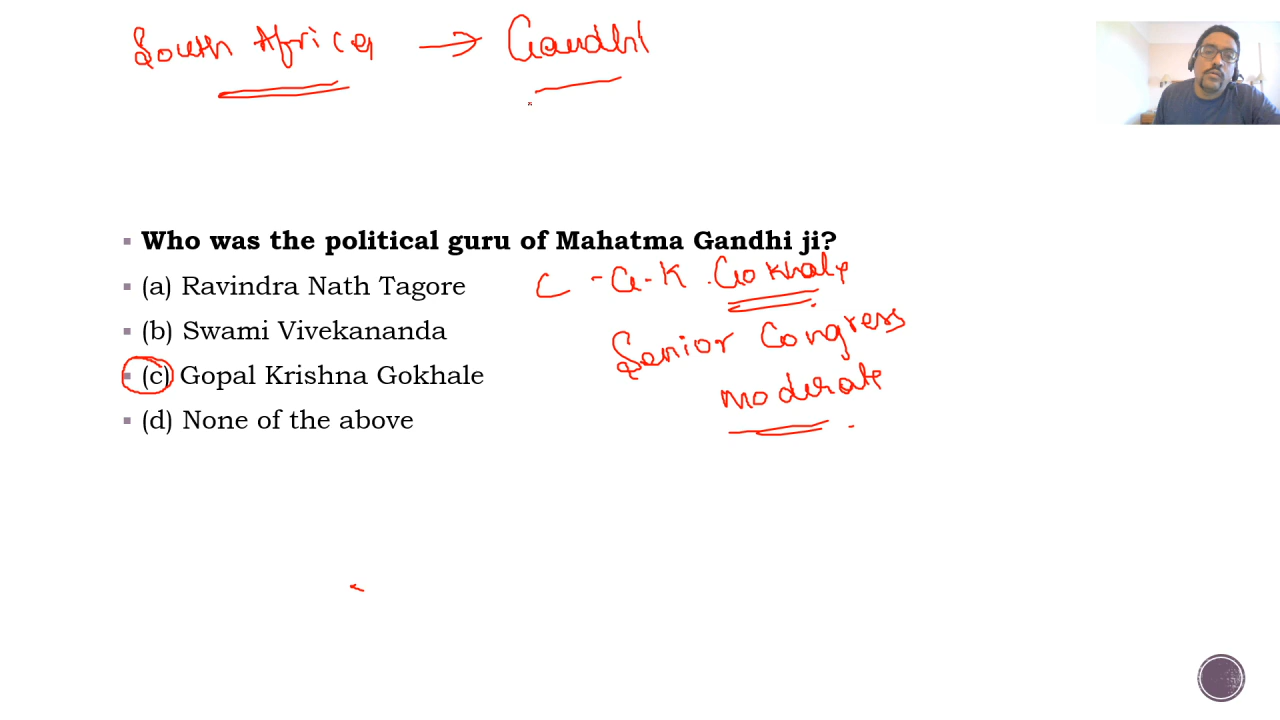 South Africa → Gandhi
Who was the political guru of Mahatma Gandhi ji?
(a) Ravindra Nath Tagore
C - G.K. Gokhale
(b) Swami Vivekananda
Senior Congress
(c) Gopal Krishna Gokhale
moderate
(d) None of the above